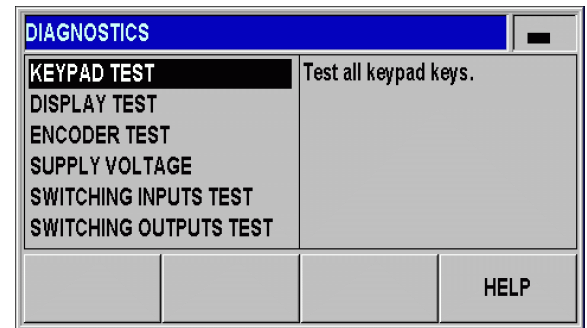 DIAGNOSTICS
KEYPAD TEST
DISPLAY TEST
ENCODER TEST
SUPPLY VOLTAGE
SWITCHING INPUTS TEST
SWITCHING OUTPUTS TEST
Test all keypad keys.
HELP